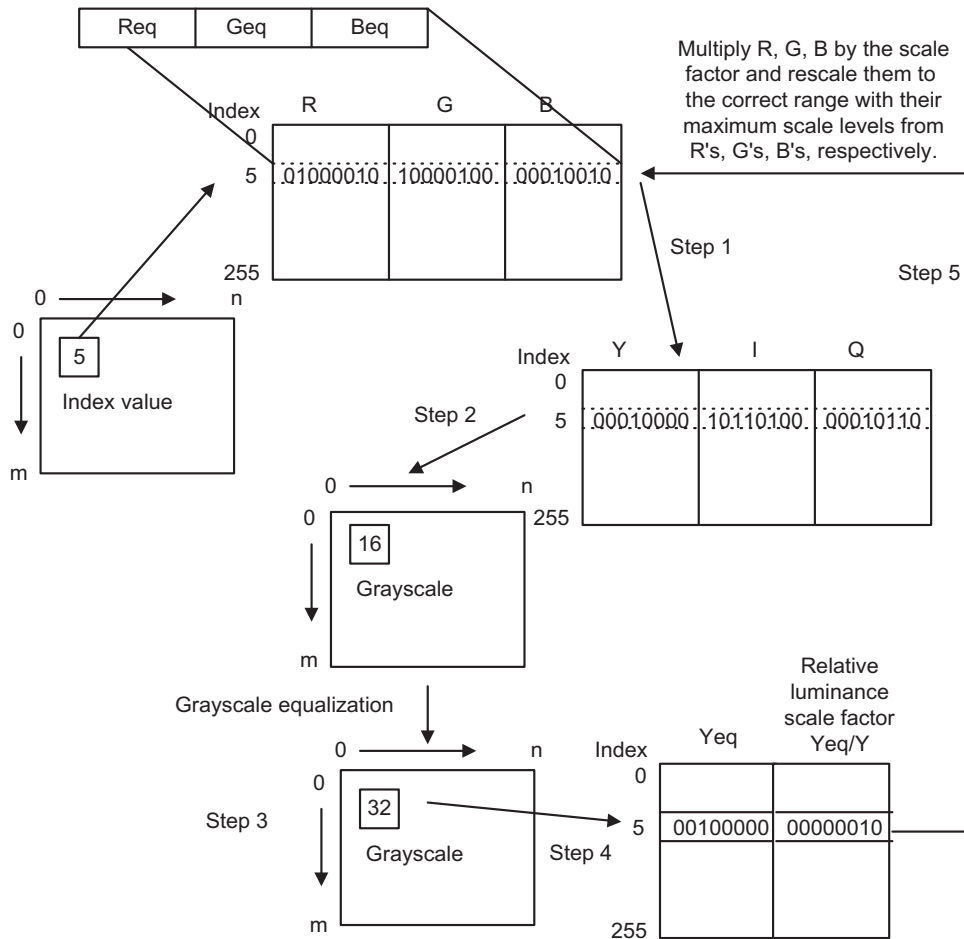 Req Geq Beq
Multiply R, G, B by the scale
factor and rescale them to
the correct range with their
maximum scale levels from
R's, G's, B's, respectively.
Index R G B
0
5 01000010 10000100 00010010
255
Step 1
Step 5
0 n
0
5
Index value
m
Index Y I Q
0
5 00010000 10110100 00010110
255
Step 2
0 n
0
16
Grayscale
m
Grayscale equalization
0 n
0
32
Grayscale
m
Step 3
Step 4
Relative
luminance
scale factor
Index Yeq Yeq/Y
0
5 00100000 00000010
255